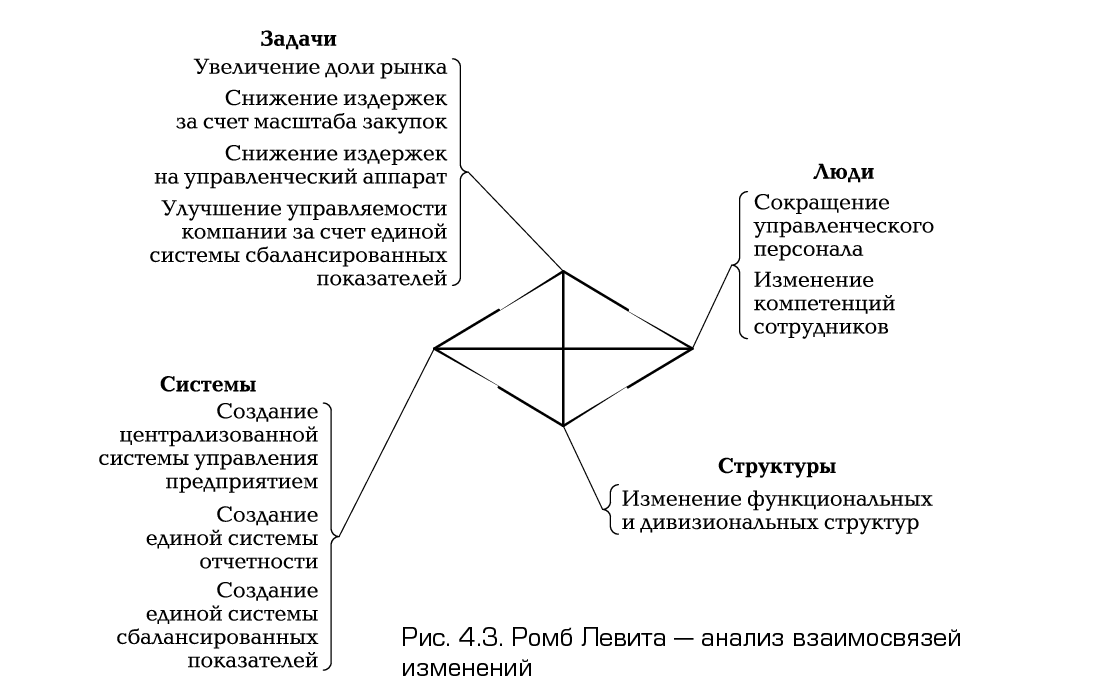 Задачи
Увеличение доли рынка
Снижение издержек
за счет масштаба закупок
Снижение издержек
на управленческий аппарат
Улучшение управляемости
компании за счет единой
системы сбалансированных
показателей
Люди
Сокращение
управленческого
персонала
Изменение
компетенций
сотрудников
Системы
Создание
централизованной
системы управления
предприятием
Создание
единой системы
отчетности
Создание
единой системы
сбалансированных
показателей
Структуры
Изменение функциональных
и дивизиональных структур
Рис. 4.3. Ромб Левита — анализ взаимосвязей
изменений